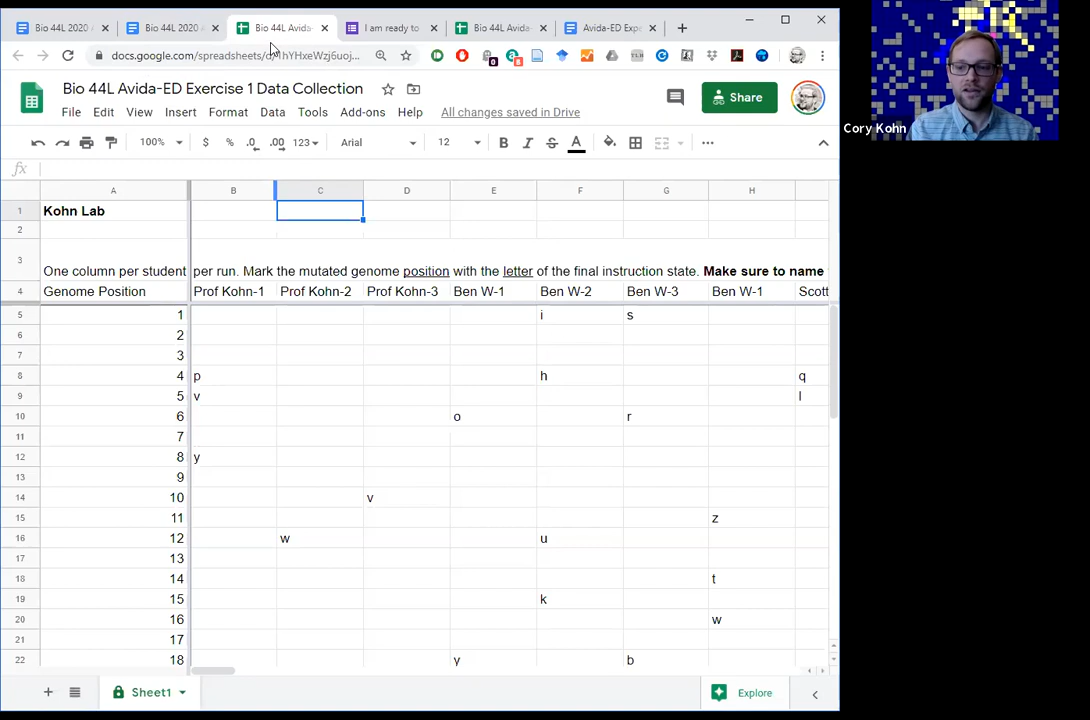 Bio 44L 2020
Bio 44L 2020
Bio 44L Avida-
I am ready to
Bio 44L Avida-
Avida-ED Exp
docs.google.com/spreadsheets/d/1hYHxeWzj6uoj...
Bio 44L Avida-ED Exercise 1 Data Collection
Share
File Edit View Insert Format Data Tools Add-ons Help All changes saved in Drive
100% $ % .0 .00 123 Arial 12 B I S A
Cory Kohn
fx
A B C D E F G H
1 Kohn Lab
2
3 One column per student per run. Mark the mutated genome position with the letter of the final instruction state. Make sure to name
4 Genome Position Prof Kohn-1 Prof Kohn-2 Prof Kohn-3 Ben W-1 Ben W-2 Ben W-3 Ben W-1 Scott
5 1 i s
6 2
7 3
8 4 p h q
9 5 v l
10 6 o r
11 7
12 8 y
13 9
14 10 v
15 11 z
16 12 w u
17 13
18 14 t
19 15 k
20 16 w
21 17
22 18 y b
Sheet1
Explore